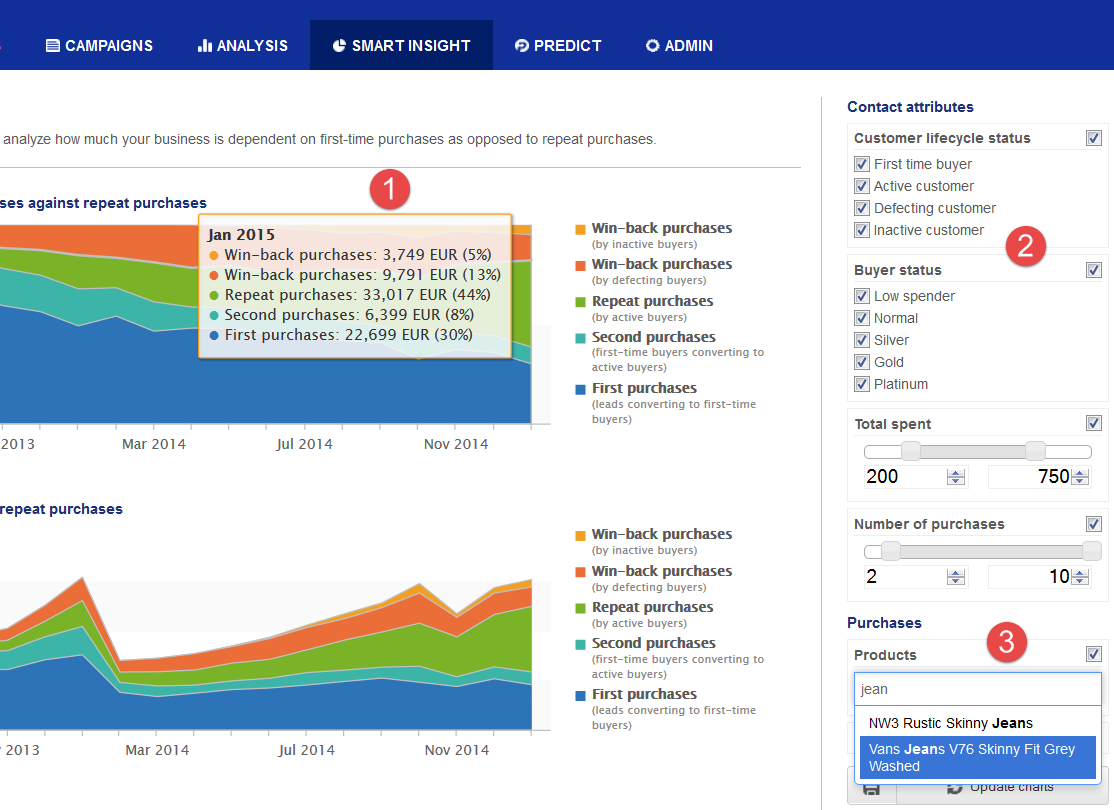 CAMPAIGNS ANALYSIS SMART INSIGHT PREDICT ADMIN
analyze how much your business is dependent on first-time purchases as opposed to repeat purchases.
ses against repeat purchases
1
Jan 2015
Win-back purchases: 3,749 EUR (5%)
Win-back purchases: 9,791 EUR (13%)
Repeat purchases: 33,017 EUR (44%)
Second purchases: 6,399 EUR (8%)
First purchases: 22,699 EUR (30%)
Win-back purchases
(by inactive buyers)
Win-back purchases
(by defecting buyers)
Repeat purchases
(by active buyers)
Second purchases
(first-time buyers converting to
active buyers)
First purchases
(leads converting to first-time
buyers)
2013 Mar 2014 Jul 2014 Nov 2014
repeat purchases
Win-back purchases
(by inactive buyers)
Win-back purchases
(by defecting buyers)
Repeat purchases
(by active buyers)
Second purchases
(first-time buyers converting to
active buyers)
First purchases
(leads converting to first-time
buyers)
2013 Mar 2014 Jul 2014 Nov 2014
Contact attributes
Customer lifecycle status
First time buyer
Active customer
Defecting customer
Inactive customer
2
Buyer status
Low spender
Normal
Silver
Gold
Platinum
Total spent
200 750
Number of purchases
2 10
Purchases
3
Products
jean
NW3 Rustic Skinny Jeans
Vans Jeans V76 Skinny Fit Grey
Washed
Update charts